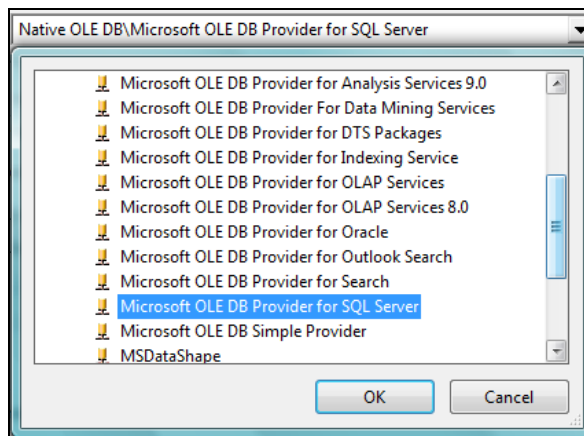 Native OLE DB\Microsoft OLE DB Provider for SQL Server
Microsoft OLE DB Provider for Analysis Services 9.0
Microsoft OLE DB Provider For Data Mining Services
Microsoft OLE DB Provider for DTS Packages
Microsoft OLE DB Provider for Indexing Service
Microsoft OLE DB Provider for OLAP Services
Microsoft OLE DB Provider for OLAP Services 8.0
Microsoft OLE DB Provider for Oracle
Microsoft OLE DB Provider for Outlook Search
Microsoft OLE DB Provider for Search
Microsoft OLE DB Provider for SQL Server
Microsoft OLE DB Simple Provider
MSDataShape
OK Cancel